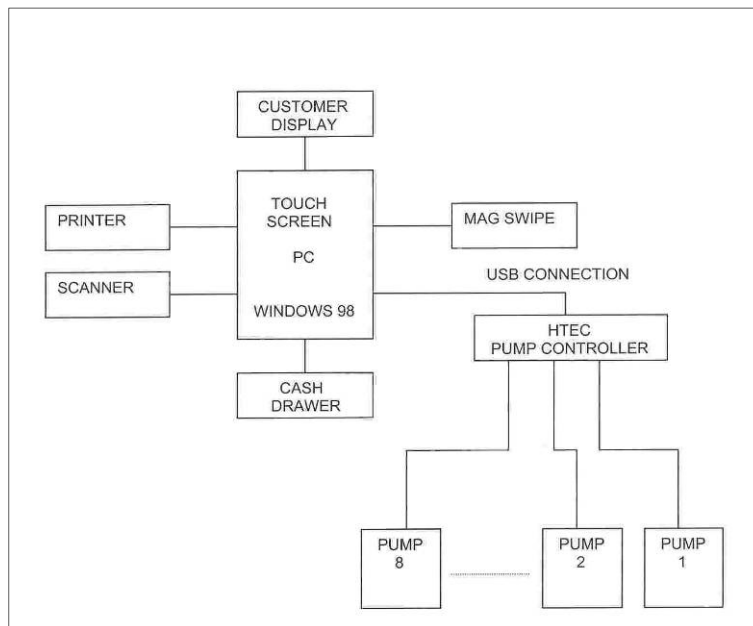 CUSTOMER
DISPLAY
TOUCH
SCREEN
PC
WINDOWS 98
PRINTER
SCANNER
MAG SWIPE
USB CONNECTION
HTEC
PUMP CONTROLLER
CASH
DRAWER
PUMP
8
PUMP
2
PUMP
1